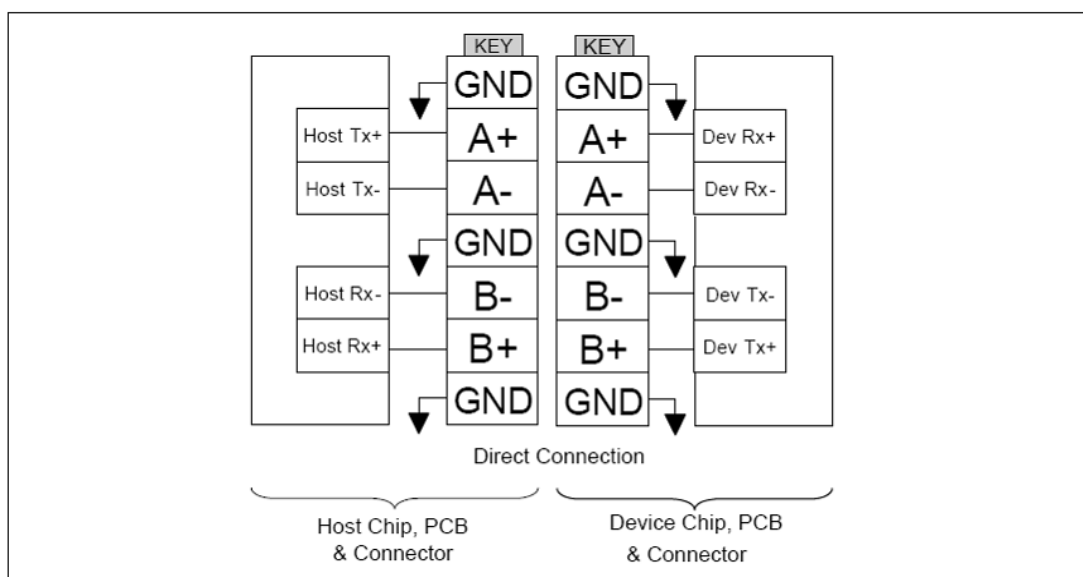 KEY KEY
GND GND
Host Tx+ A+ A+ Dev Rx+
Host Tx- A- A- Dev Rx-
GND GND
Host Rx- B- B- Dev Tx-
Host Rx+ B+ B+ Dev Tx+
GND GND
Direct Connection
Host Chip, PCB Device Chip, PCB
& Connector & Connector